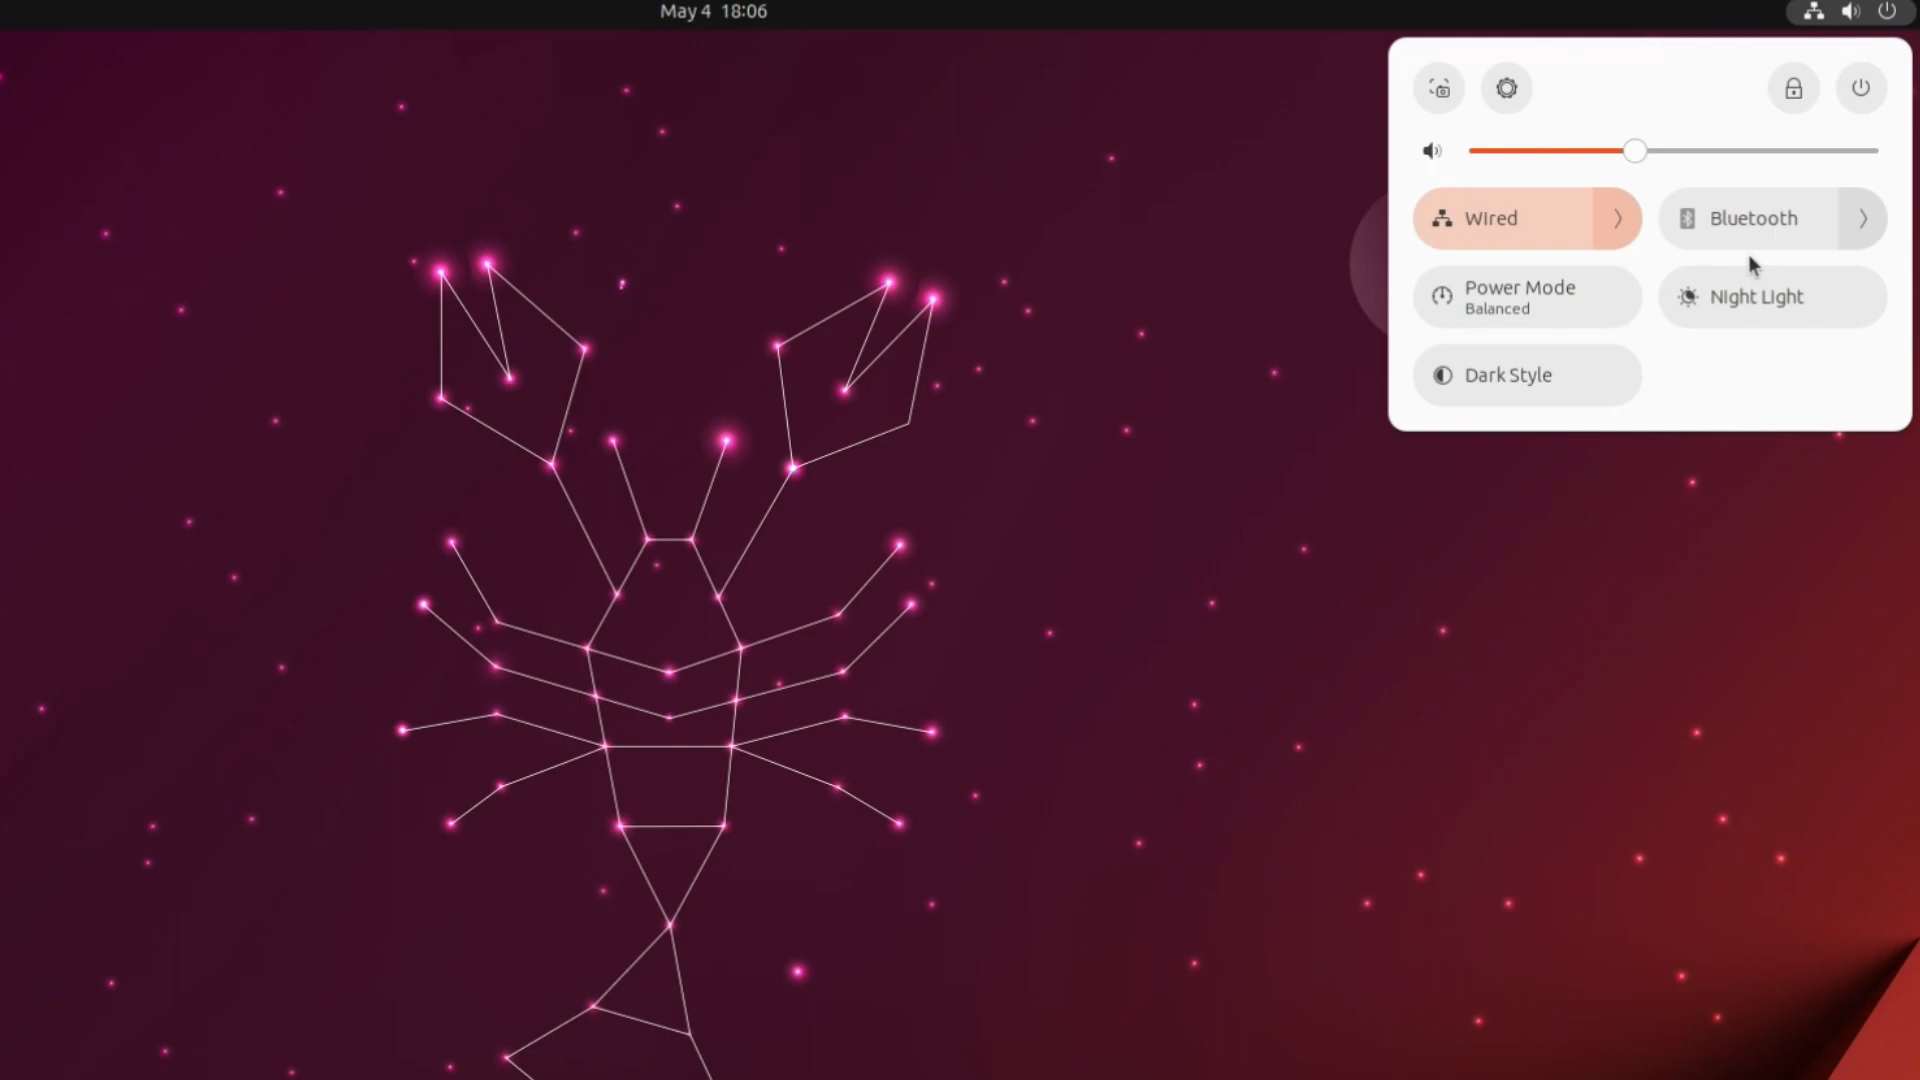 May 4 18:06
Wired
Bluetooth
Power Mode
Balanced
Night Light
Dark Style